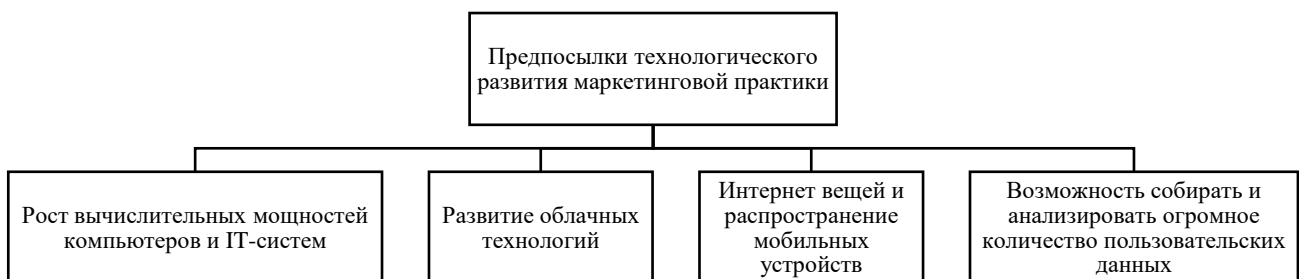 Предпосылки технологического
развития маркетинговой практики
Рост вычислительных мощностей
компьютеров и IT-систем
Развитие облачных
технологий
Интернет вещей и
распространение
мобильных
устройств
Возможность собирать и
анализировать огромное
количество пользовательских
данных